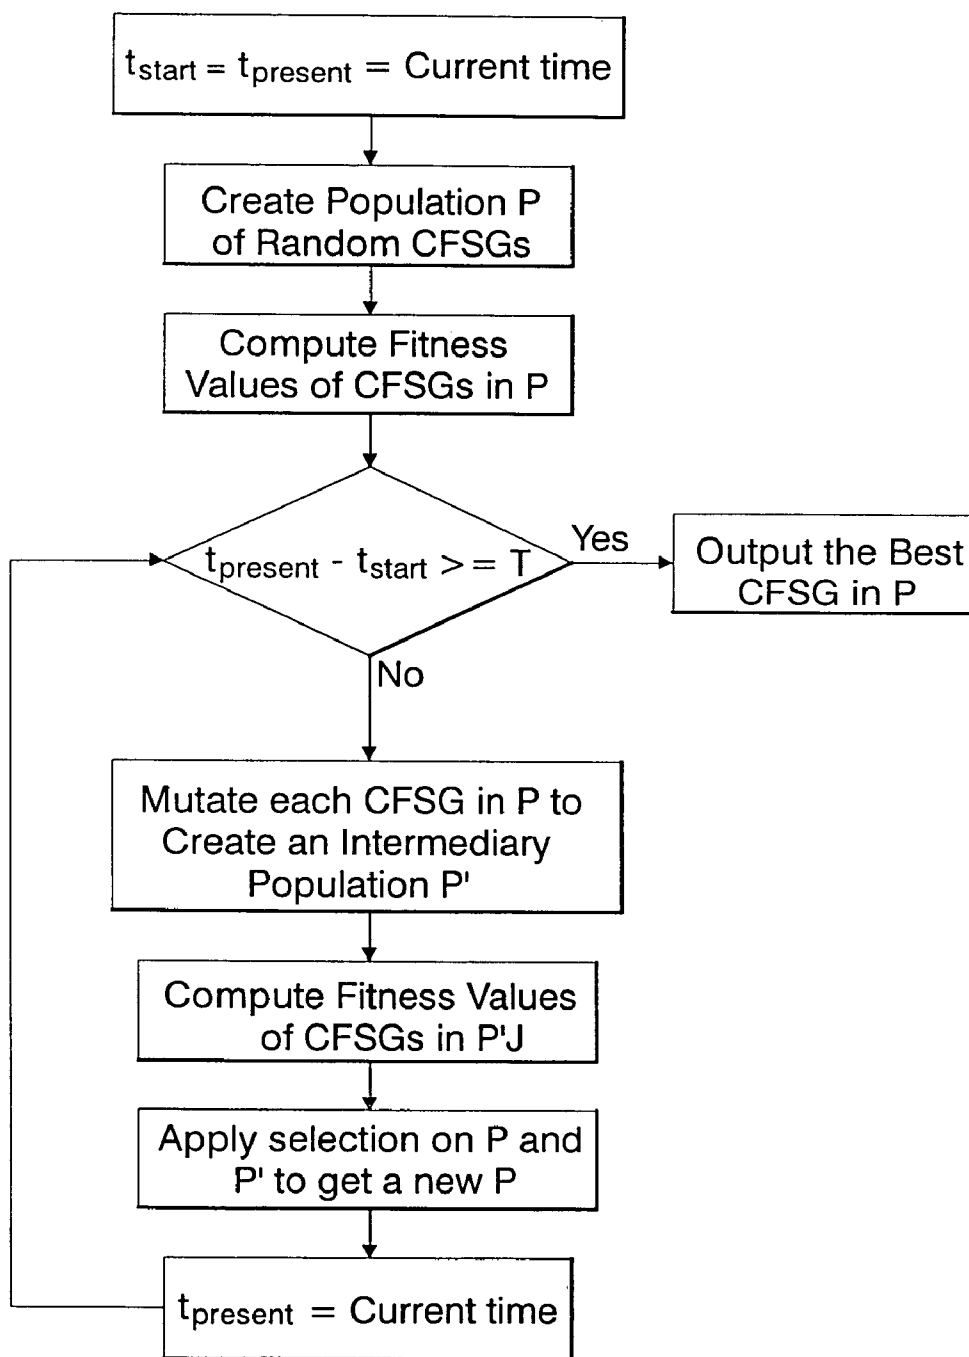 tstart = tpresent = Current time
Create Population P
of Random CFSGs
Compute Fitness
Values of CFSGs in P
tpresent - tstart > = T
Yes
Output the Best
CFSG in P
No
Mutate each CFSG in P to
Create an Intermediary
Population P'
Compute Fitness Values
of CFSGs in P'J
Apply selection on P and
P' to get a new P
tpresent = Current time